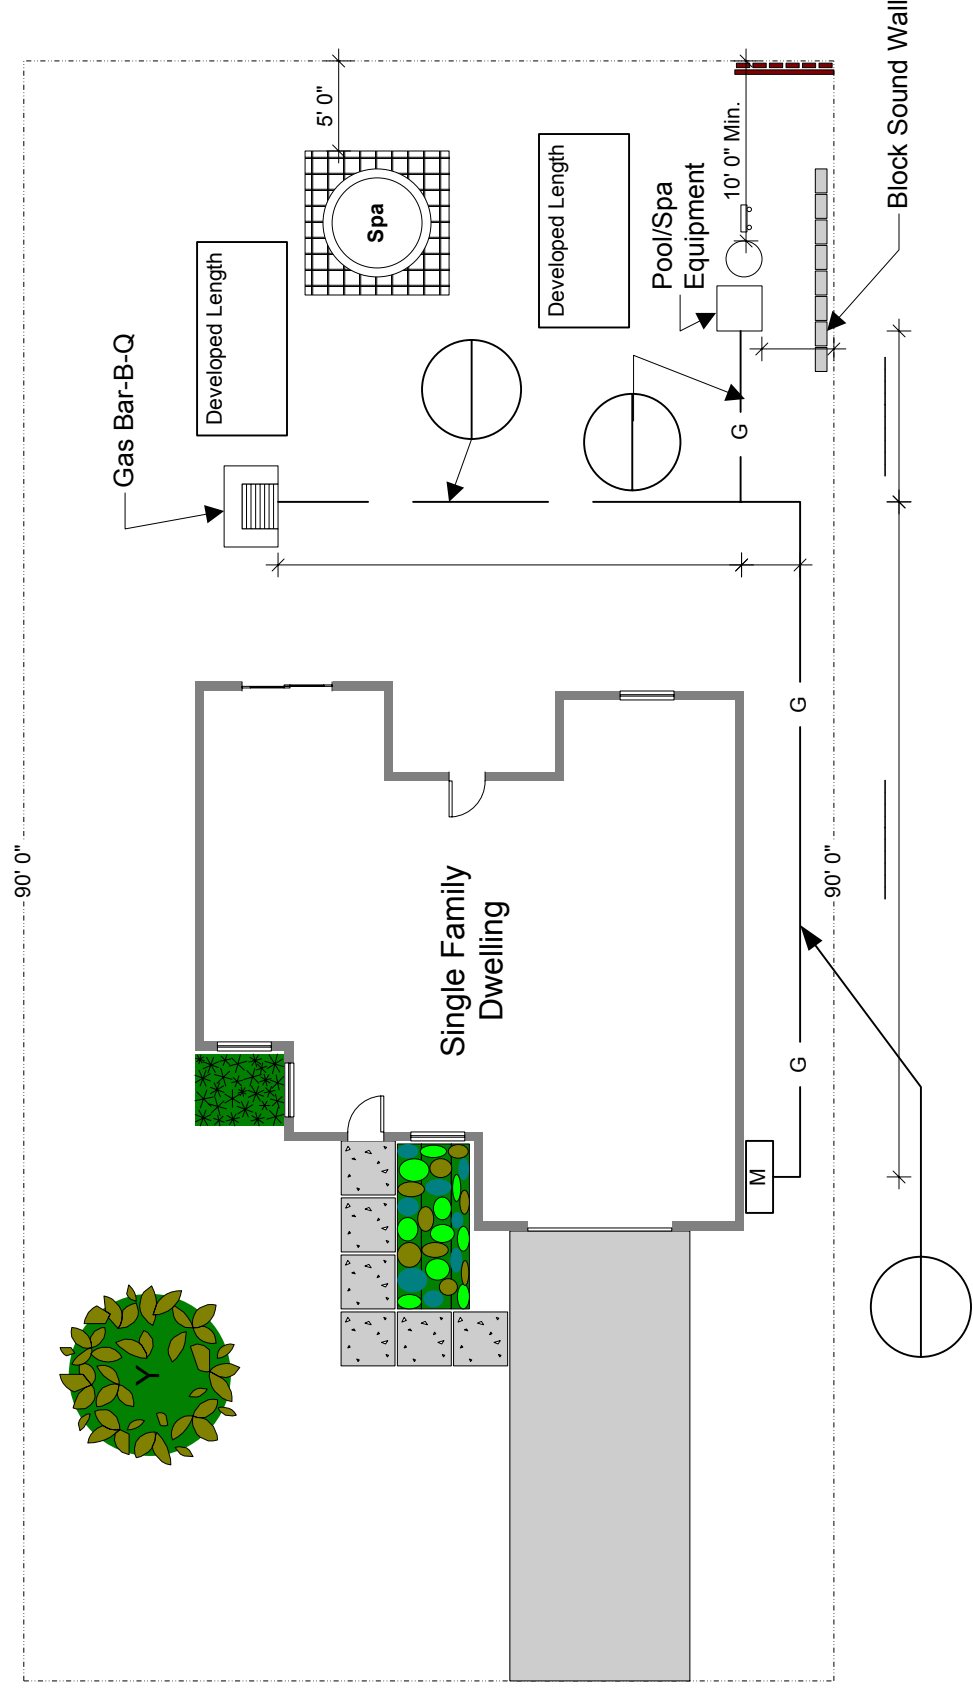 Block Sound Wall
5' 0"
10' 0" Min.
Spa
Developed Length
Pool/Spa
Equipment
Developed Length
Gas Bar-B-Q
G
G
90' 0"
90' 0"
Single Family
Dwelling
G
M
Y